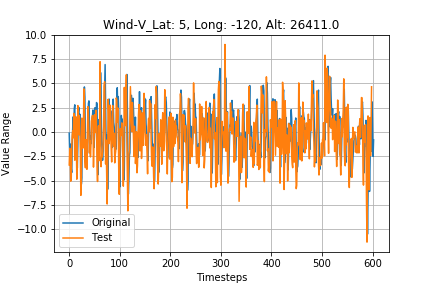 Wind-V_Lat: 5, Long: -120, Alt: 26411.0
10.0
7.5
5.0
2.5
0.0
−2.5
−5.0
−7.5
−10.0
Value Range
Original
Test
0 100 200 300 400 500 600
Timesteps